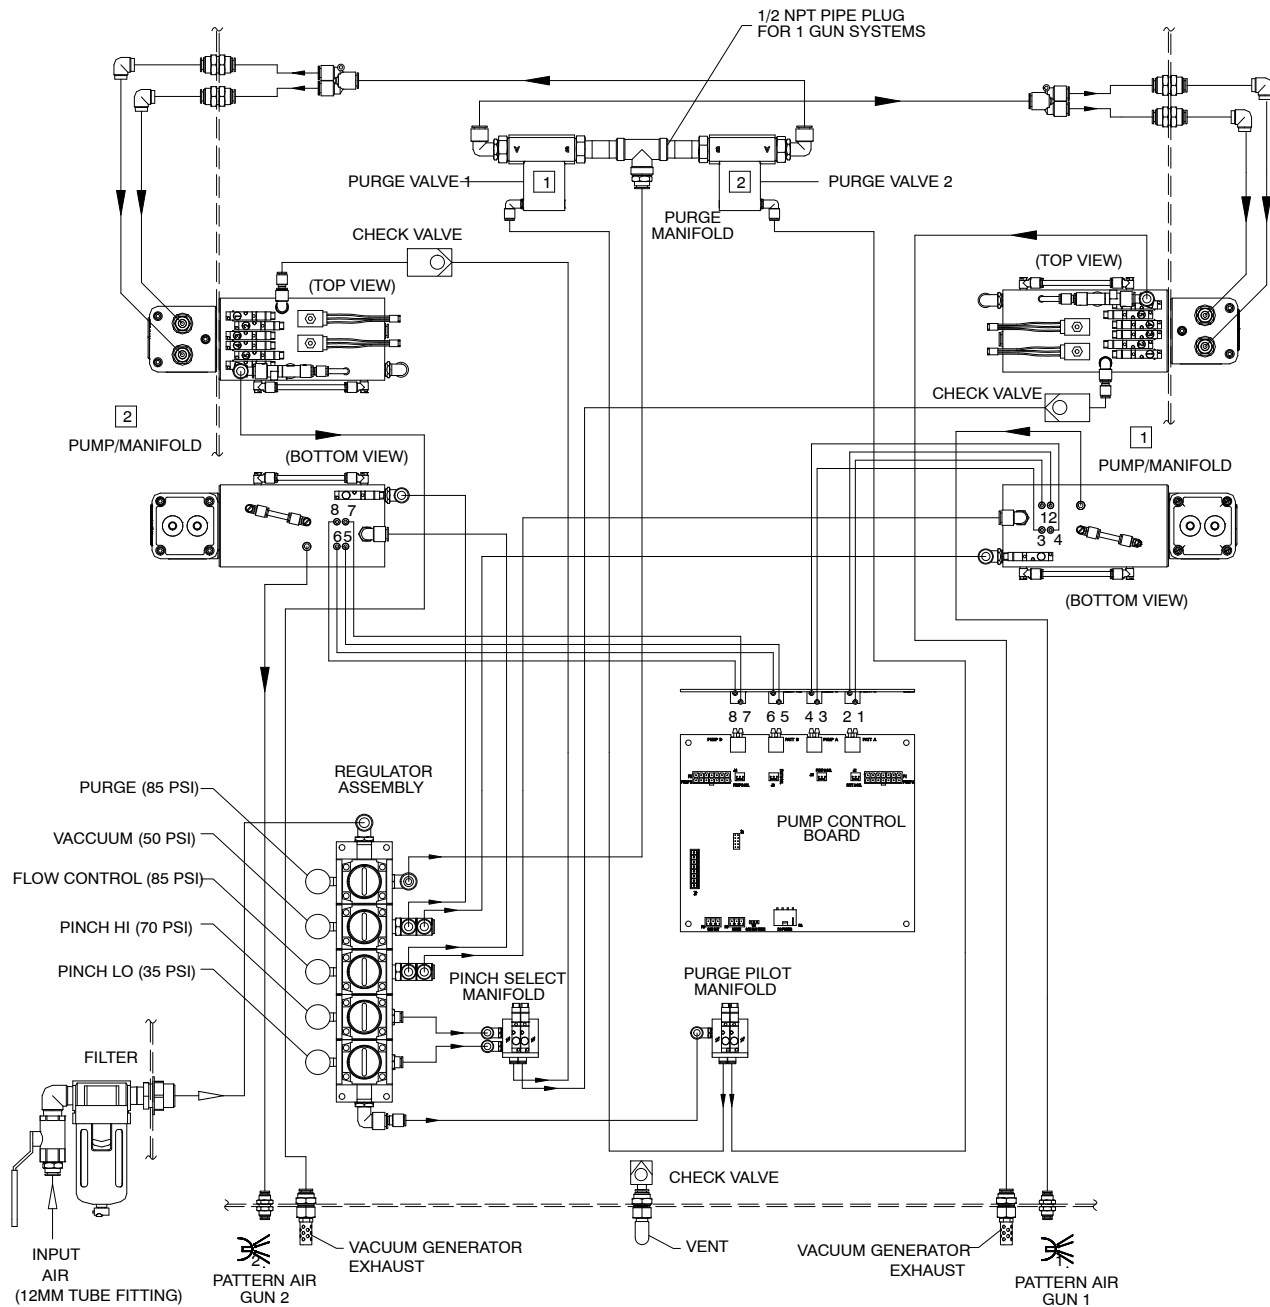 1/2 NPT PIPE PLUG
FOR 1 GUN SYSTEMS
A
B
B
A
PURGE VALVE 1
1
2
PURGE VALVE 2
PURGE
MANIFOLD
CHECK VALVE
(TOP VIEW)
(TOP VIEW)
CHECK VALVE
2
PUMP/MANIFOLD
1
PUMP/MANIFOLD
(BOTTOM VIEW)
8 7
6 5
1 2
3 4
(BOTTOM VIEW)
8 7 6 5 4 3 2 1
PUMP B
PATT B
PUMP A
PATT A
PUMP CONTROL
BOARD
REGULATOR
ASSEMBLY
PURGE (85 PSI)
VACCUUM (50 PSI)
FLOW CONTROL (85 PSI)
PINCH HI (70 PSI)
PINCH LO (35 PSI)
PINCH SELECT
MANIFOLD
PURGE PILOT
MANIFOLD
FILTER
CHECK VALVE
VENT
INPUT
AIR
(12MM TUBE FITTING)
2
PATTERN AIR
GUN 2
VACUUM GENERATOR
EXHAUST
VACUUM GENERATOR
EXHAUST
1
PATTERN AIR
GUN 1